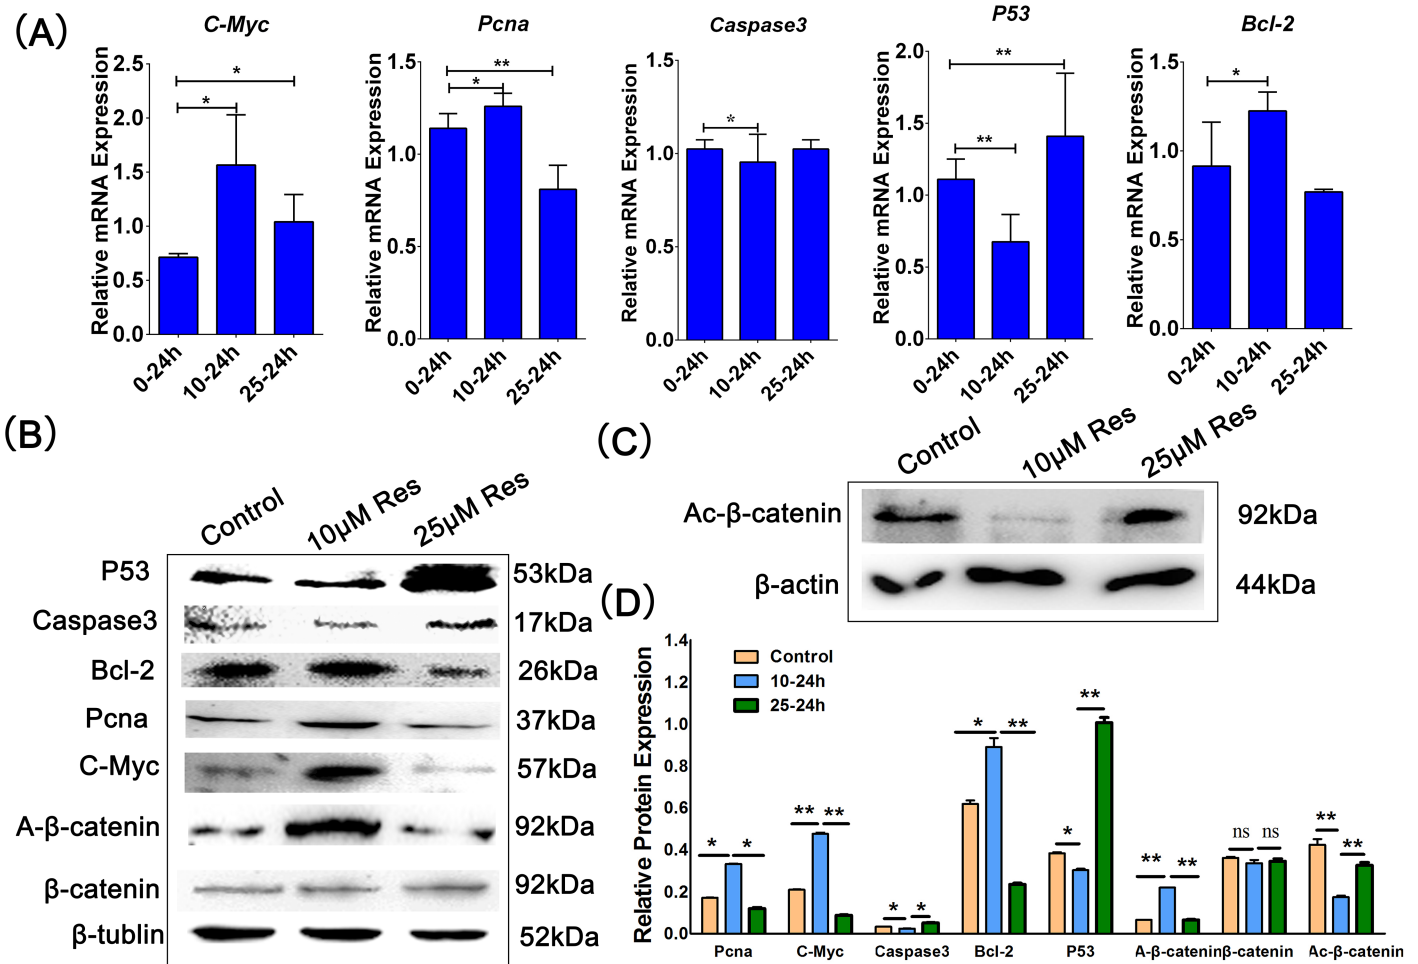 (A)
C-Myc
Relative mRNA Expression
2.5
2.0
1.5
1.0
0.5
0.0
*
*
0-24h
10-24h
25-24h
Pcna
Relative mRNA Expression
1.5
1.0
0.5
0.0
**
*
0-24h
10-24h
25-24h
Caspase3
Relative mRNA Expression
1.5
1.0
0.5
0.0
*
0-24h
10-24h
25-24h
P53
Relative mRNA Expression
2.0
1.5
1.0
0.5
0.0
**
**
0-24h
10-24h
25-24h
Bcl-2
Relative mRNA Expression
1.5
1.0
0.5
0.0
*
0-24h
10-24h
25-24h
(B)
Control 10μM Res 25μM Res
P53 53kDa
Caspase3 17kDa
Bcl-2 26kDa
Pcna 37kDa
C-Myc 57kDa
A-β-catenin 92kDa
β-catenin 92kDa
β-tublin 52kDa
(C)
Control 10μM Res 25μM Res
Ac-β-catenin 92kDa
β-actin 44kDa
(D)
Relative Protein Expression
1.4
1.2
1.0
0.8
0.6
0.4
0.2
0.0
Control
10-24h
25-24h
* *
** **
* *
* **
* **
** **
ns ns
** **
Pcna C-Myc Caspase3 Bcl-2 P53 A-β-catenin β-catenin Ac-β-catenin